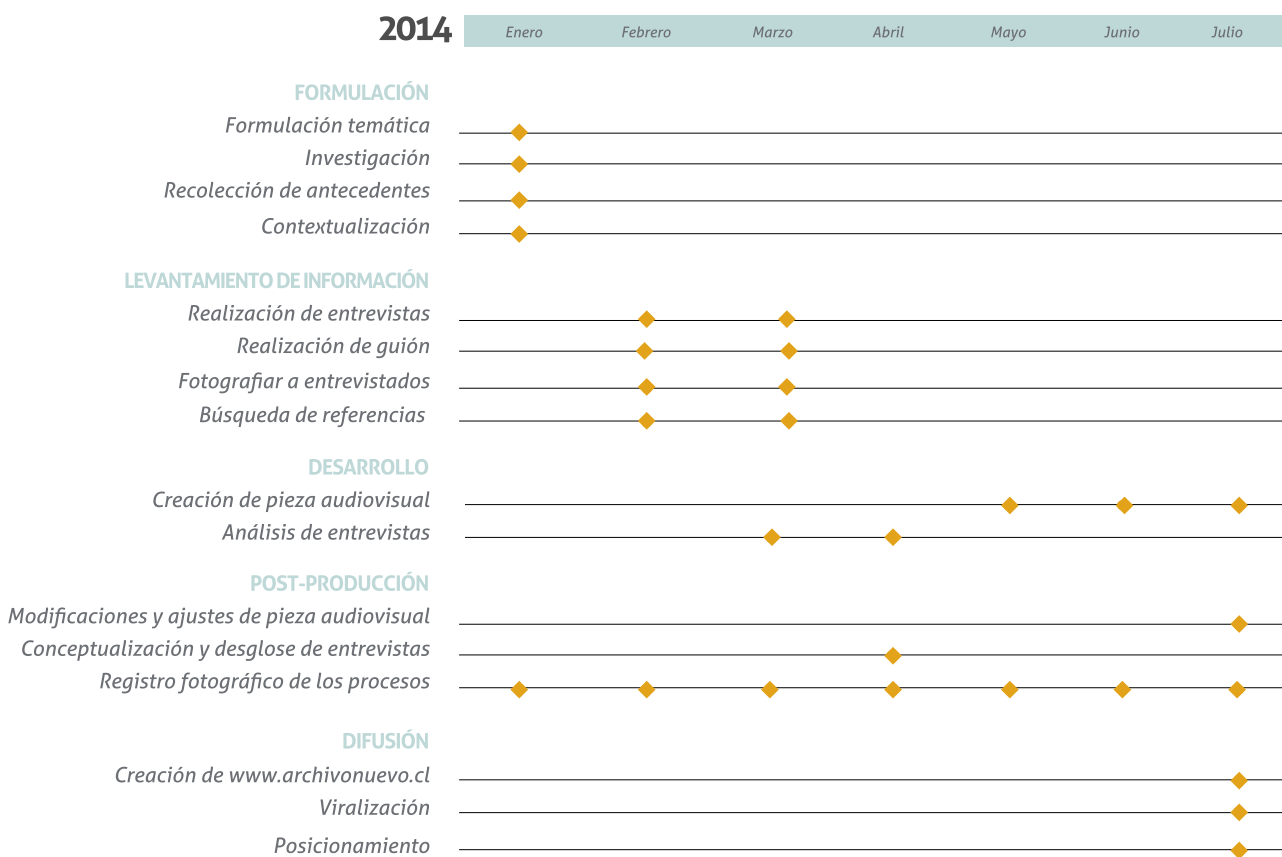 2014 Enero Febrero Marzo Abril Mayo Junio Julio
FORMULACIÓN
Formulación temática
Investigación
Recolección de antecedentes
Contextualización
LEVANTAMIENTO DE INFORMACIÓN
Realización de entrevistas
Realización de guión
Fotografiar a entrevistados
Búsqueda de referencias
DESARROLLO
Creación de pieza audiovisual
Análisis de entrevistas
POST-PRODUCCIÓN
Modificaciones y ajustes de pieza audiovisual
Conceptualización y desglose de entrevistas
Registro fotográfico de los procesos
DIFUSIÓN
Creación de www.archivonuevo.cl
Viralización
Posicionamiento